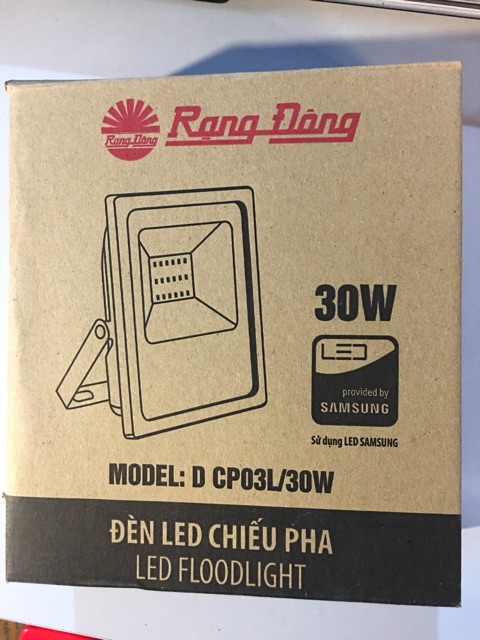 Rạng Đông
Rạng Đông
30W
LED
provided by
SAMSUNG
Sử dụng LED SAMSUNG
MODEL: D CP03L/30W
ĐÈN LED CHIẾU PHA
LED FLOODLIGHT